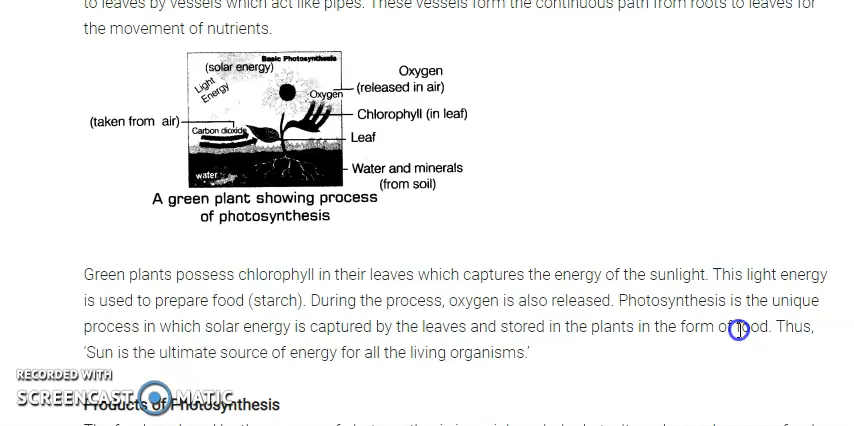 to leaves by vessels which act like pipes. These vessels form the continuous path from roots to leaves for
the movement of nutrients.
Basic Photosynthesis
(solar energy)
Light
Energy
Oxygen
Oxygen
(released in air)
Chlorophyll (in leaf)
(taken from air)
Carbon dioxide
Leaf
Water and minerals
(from soil)
water
A green plant showing process
of photosynthesis
Green plants possess chlorophyll in their leaves which captures the energy of the sunlight. This light energy
is used to prepare food (starch). During the process, oxygen is also released. Photosynthesis is the unique
process in which solar energy is captured by the leaves and stored in the plants in the form of food. Thus,
‘Sun is the ultimate source of energy for all the living organisms.’
RECORDED WITH
SCREENCAST MATIC
Products of Photosynthesis